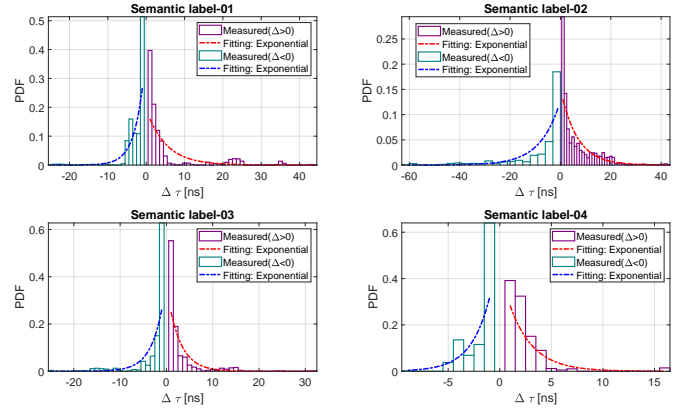 Semantic label-01
PDF
0.5
0.4
0.3
0.2
0.1
0
-20
-10
0
10
20
30
40
Δ τ [ns]
Measured(Δ>0)
Fitting: Exponential
Measured(Δ<0)
Fitting: Exponential
Semantic label-02
PDF
0.25
0.2
0.15
0.1
0.05
0
-60
-40
-20
0
20
40
Δ τ [ns]
Measured(Δ>0)
Fitting: Exponential
Measured(Δ<0)
Fitting: Exponential
Semantic label-03
PDF
0.6
0.4
0.2
0
-20
-10
0
10
20
30
Δ τ [ns]
Measured(Δ>0)
Fitting: Exponential
Measured(Δ<0)
Fitting: Exponential
Semantic label-04
PDF
0.6
0.4
0.2
0
-5
0
5
10
15
Δ τ [ns]
Measured(Δ>0)
Fitting: Exponential
Measured(Δ<0)
Fitting: Exponential